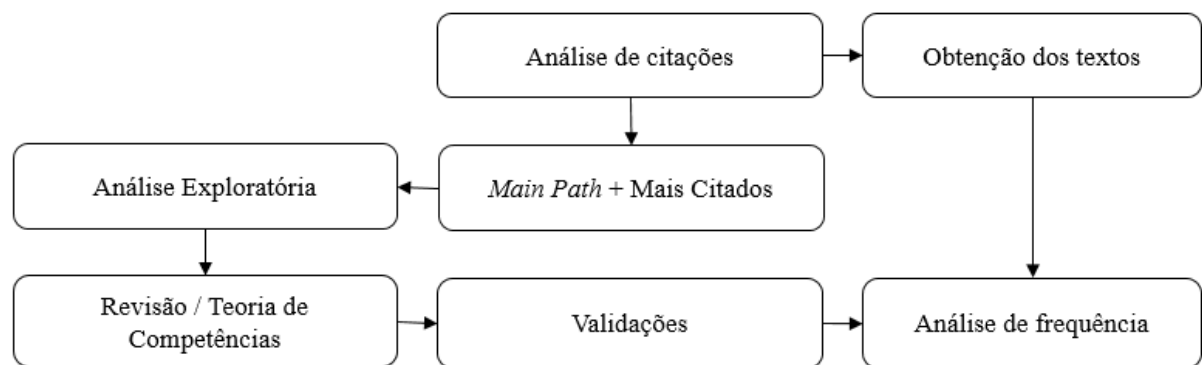 Análise de citações
Obtenção dos textos
Análise Exploratória
Main Path + Mais Citados
Revisão / Teoria de
Competências
Validações
Análise de frequência